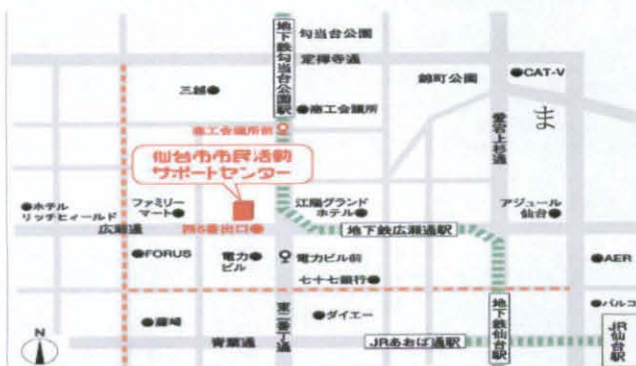 勾当台公園
定禅寺通
地下鉄勾当台公園駅
三越
錦町公園
CAT-V
商工会議所
商工会議所前
愛宕上杉通
ま
仙台市市民活動
サポートセンター
ホテル
リッチフィールド
ファミリー
マート
江陽グランド
ホテル
アジュール
仙台
広瀬通
西5番出口
地下鉄広瀬通駅
FORUS
電力
ビル
電力ビル前
AER
七十七銀行
パルコ
藤崎
東二番丁通
ダイエー
地下鉄仙台駅
JR
仙台駅
N
青葉通
JRあおば通駅